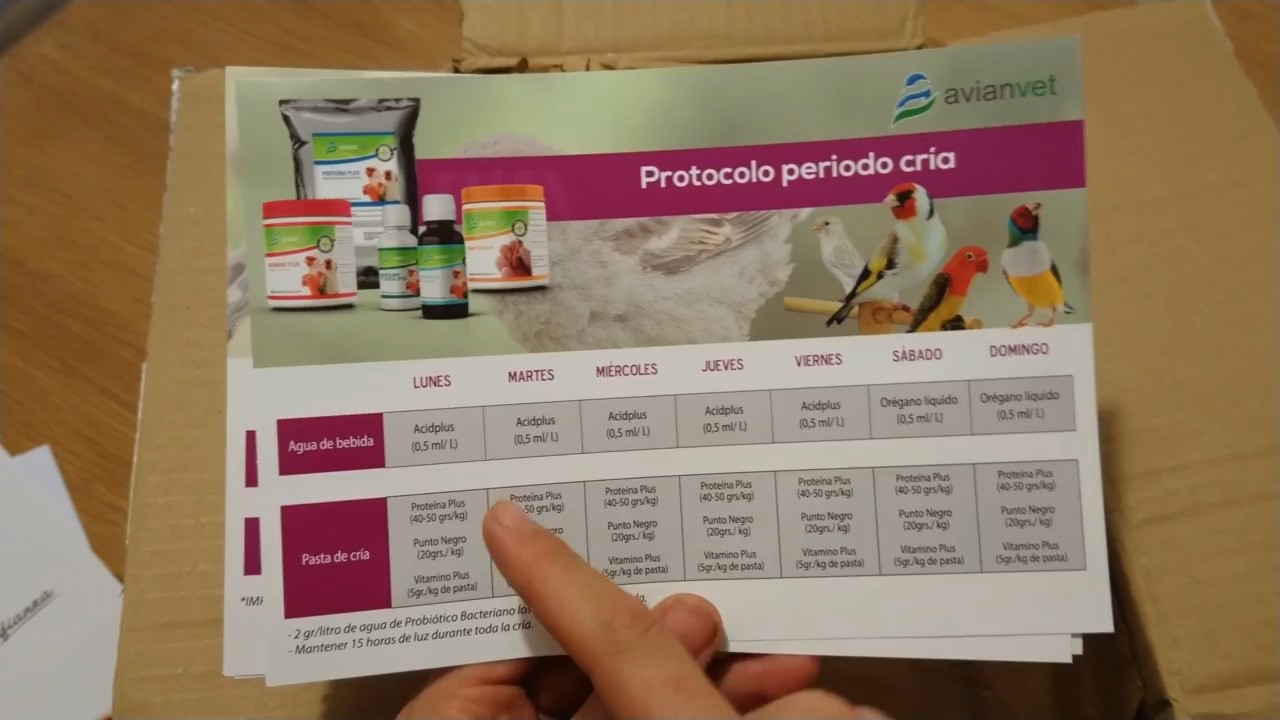 avianvet
Protocolo periodo cría
PROTEINA PLUS
LUNES MARTES MIÉRCOLES JUEVES VIERNES SÁBADO DOMINGO
Agua de bebida
Acidplus
(0,5 ml/ L)
Acidplus
(0,5 ml/ L)
Acidplus
(0,5 ml/ L)
Acidplus
(0,5 ml/ L)
Acidplus
(0,5 ml/ L)
Orégano líquido
(0,5 ml/ L)
Orégano líquido
(0,5 ml/ L)
Pasta de cría
Proteína Plus
(40-50 grs/kg)
Punto Negro
(20grs./ kg)
Vitamino Plus
(5gr./kg de pasta)
Proteína Plus
50 grs/kg)
Proteína Plus
(40-50 grs/kg)
Punto Negro
(20grs./ kg)
Vitamino Plus
(5gr./kg de pasta)
Proteína Plus
(40-50 grs/kg)
Punto Negro
(20grs./ kg)
Vitamino Plus
(5gr./kg de pasta)
Proteína Plus
(40-50 grs/kg)
Punto Negro
(20grs./ kg)
Vitamino Plus
(5gr./kg de pasta)
Proteína Plus
(40-50 grs/kg)
Punto Negro
(20grs./ kg)
Vitamino Plus
(5gr./kg de pasta)
Proteína Plus
(40-50 grs/kg)
Punto Negro
(20grs./ kg)
Vitamino Plus
(5gr./kg de pasta)
- 2 gr/litro de agua de Probiótico Bacteriano los
- Mantener 15 horas de luz durante toda la cría.
*IM
fianza